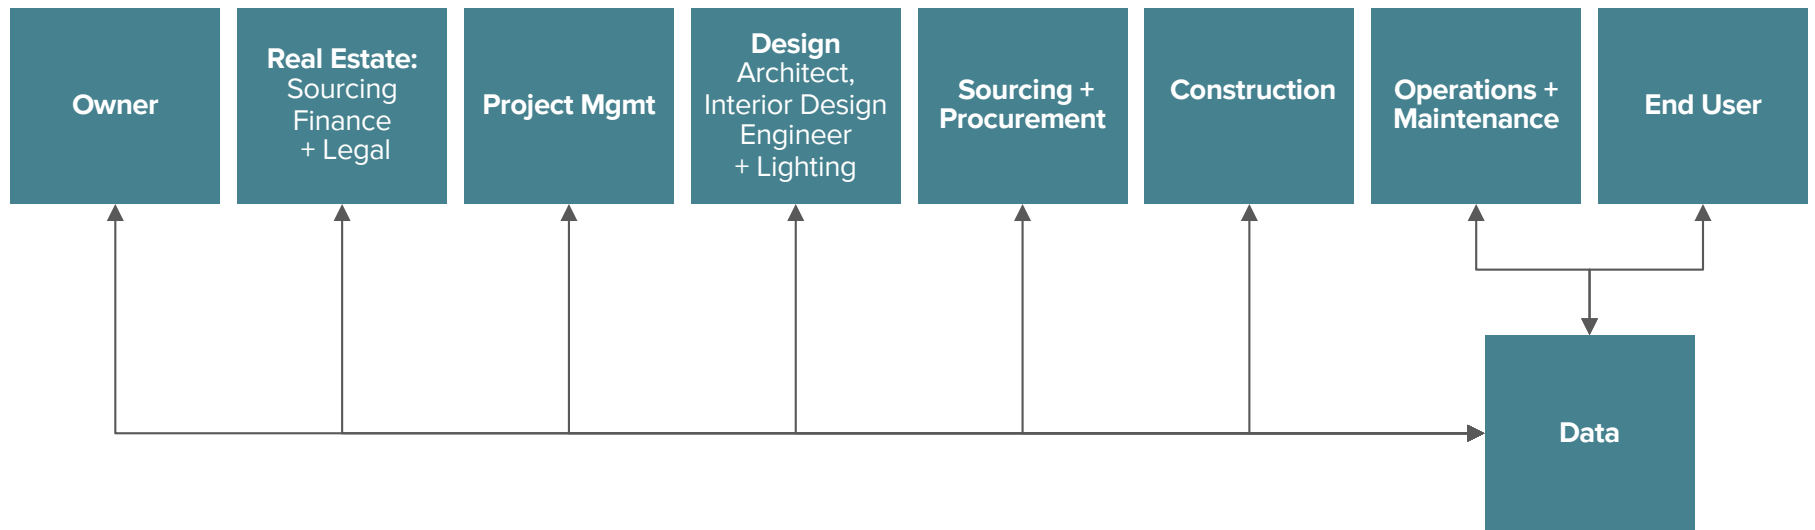 Owner
Real Estate:
Sourcing
Finance
+ Legal
Project Mgmt
Design
Architect,
Interior Design
Engineer
+ Lighting
Sourcing +
Procurement
Construction
Operations +
Maintenance
End User
Data